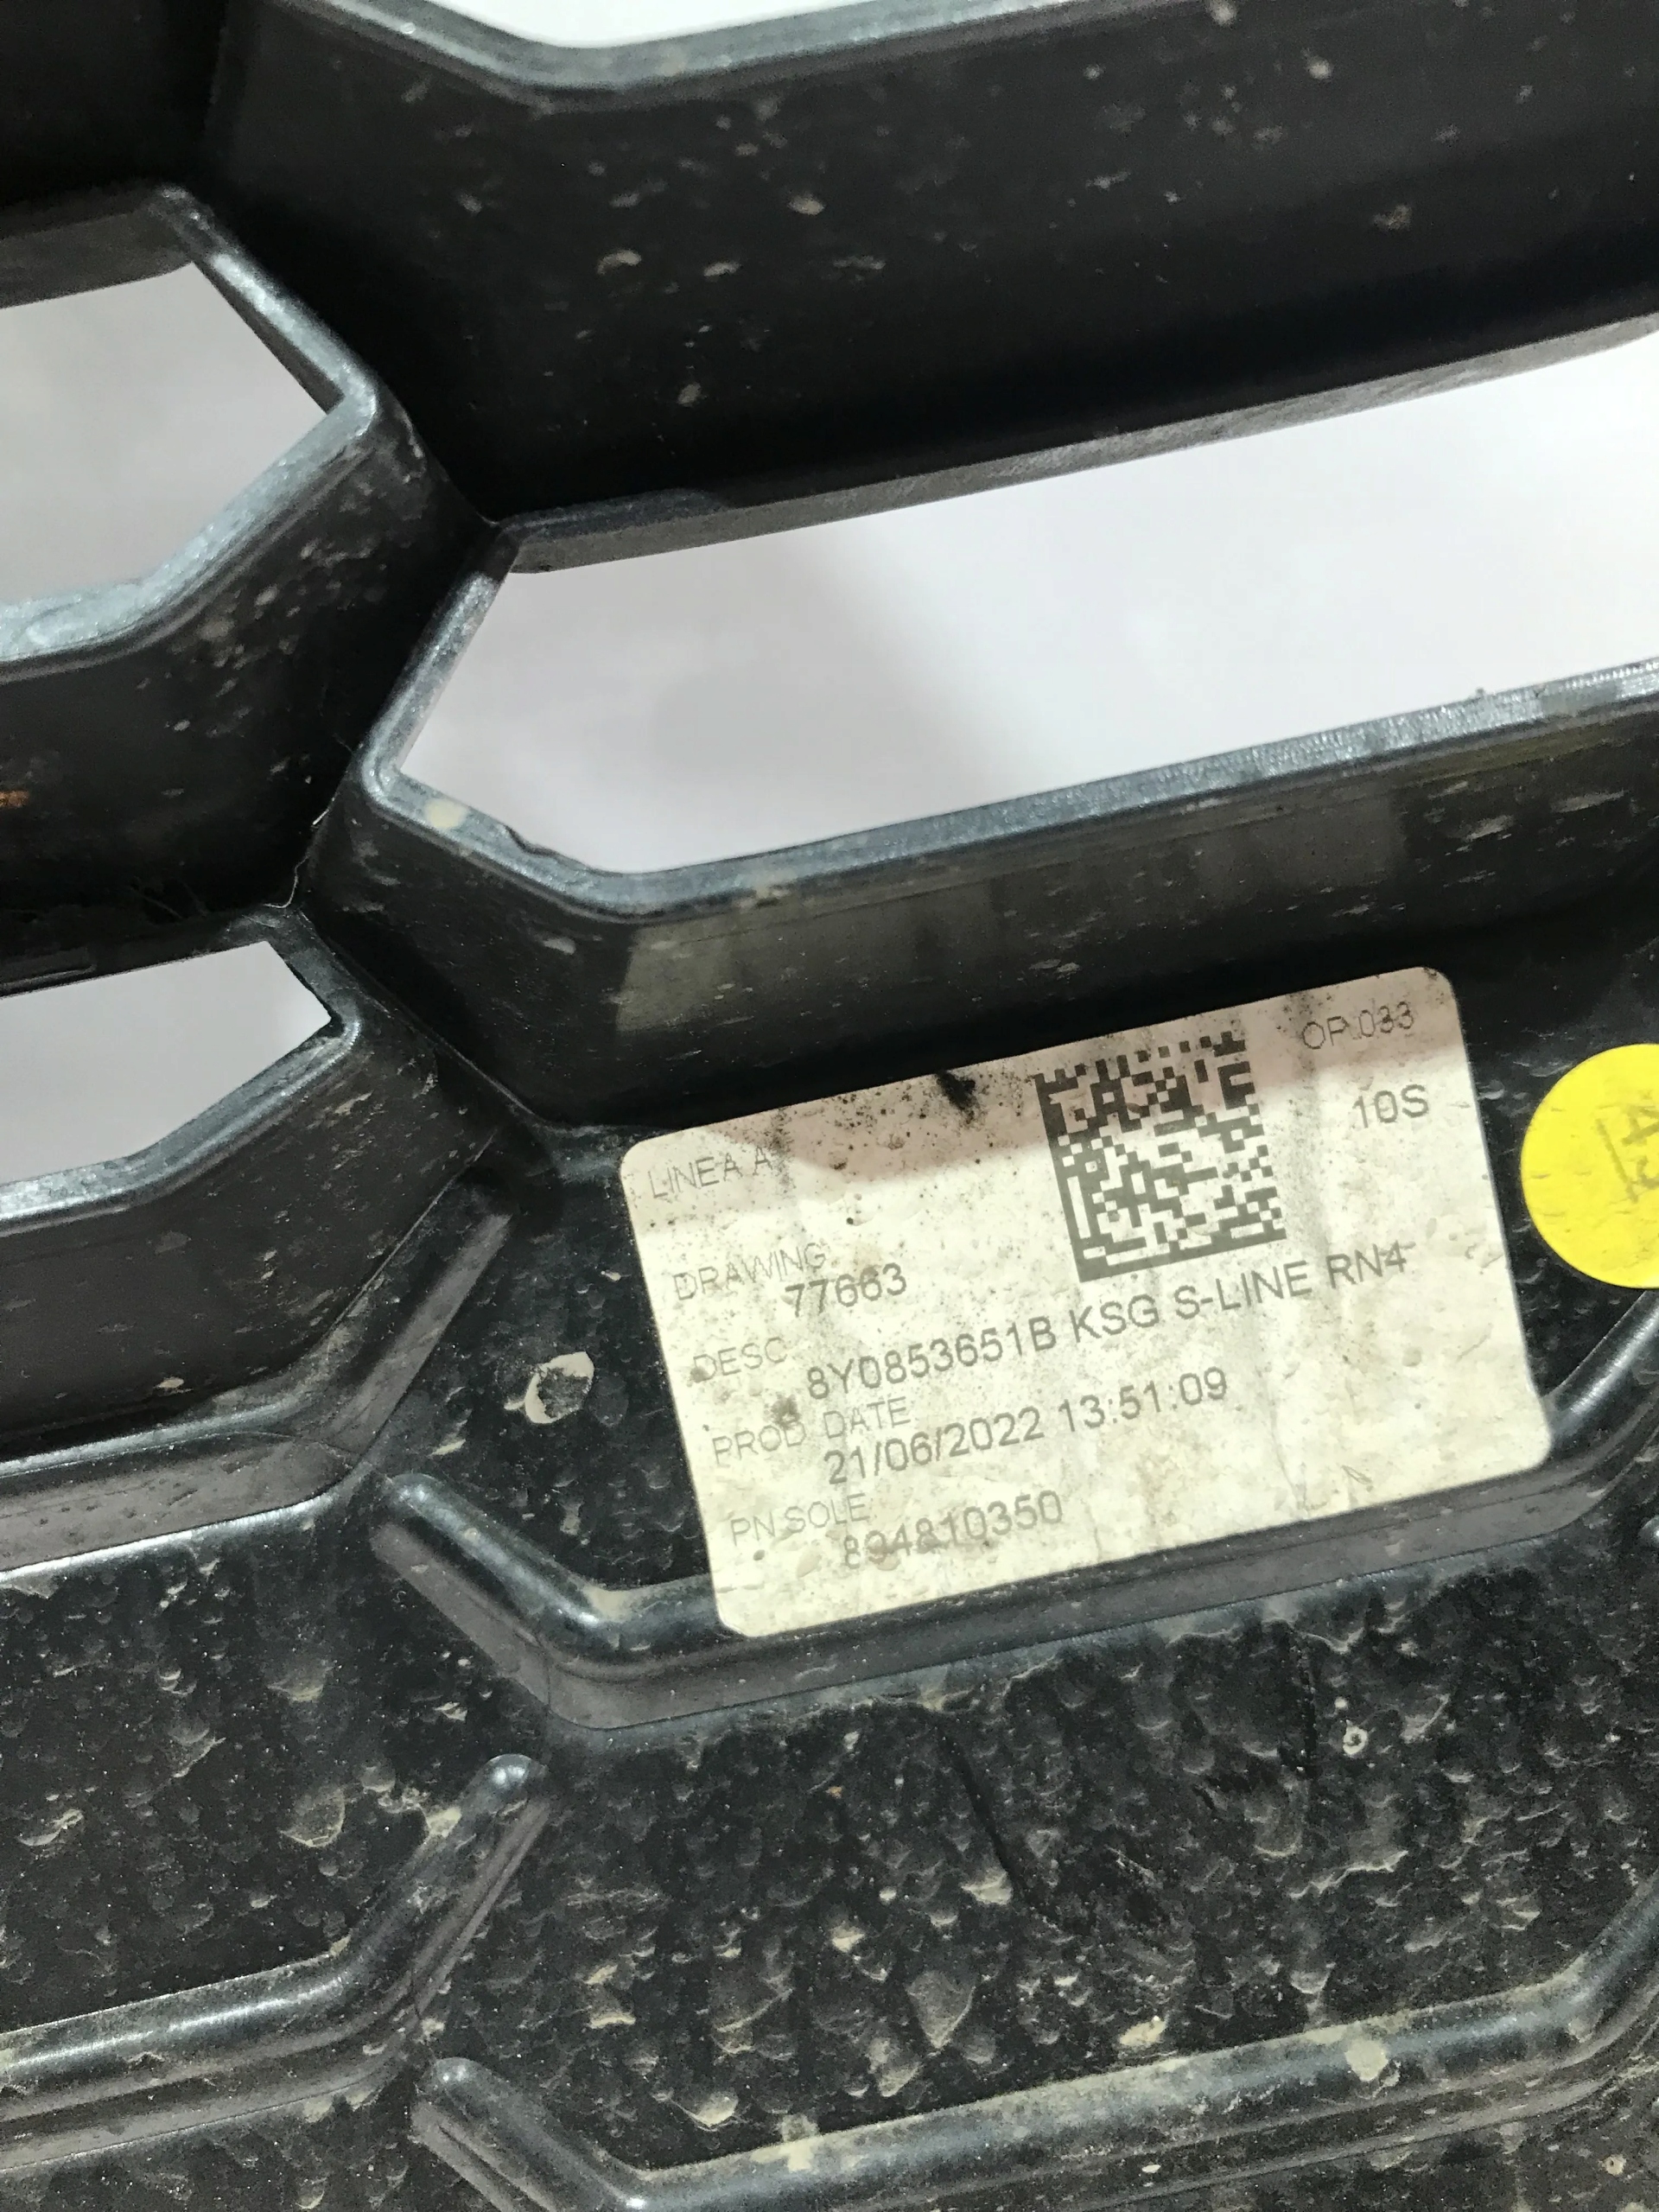 LINEA A
OP.033
10S
DRAWING
77663
DESC
8Y0853651B KSG S-LINE RN4
PROD DATE
21/06/2022 13:51:09
PN SOLE
894810350